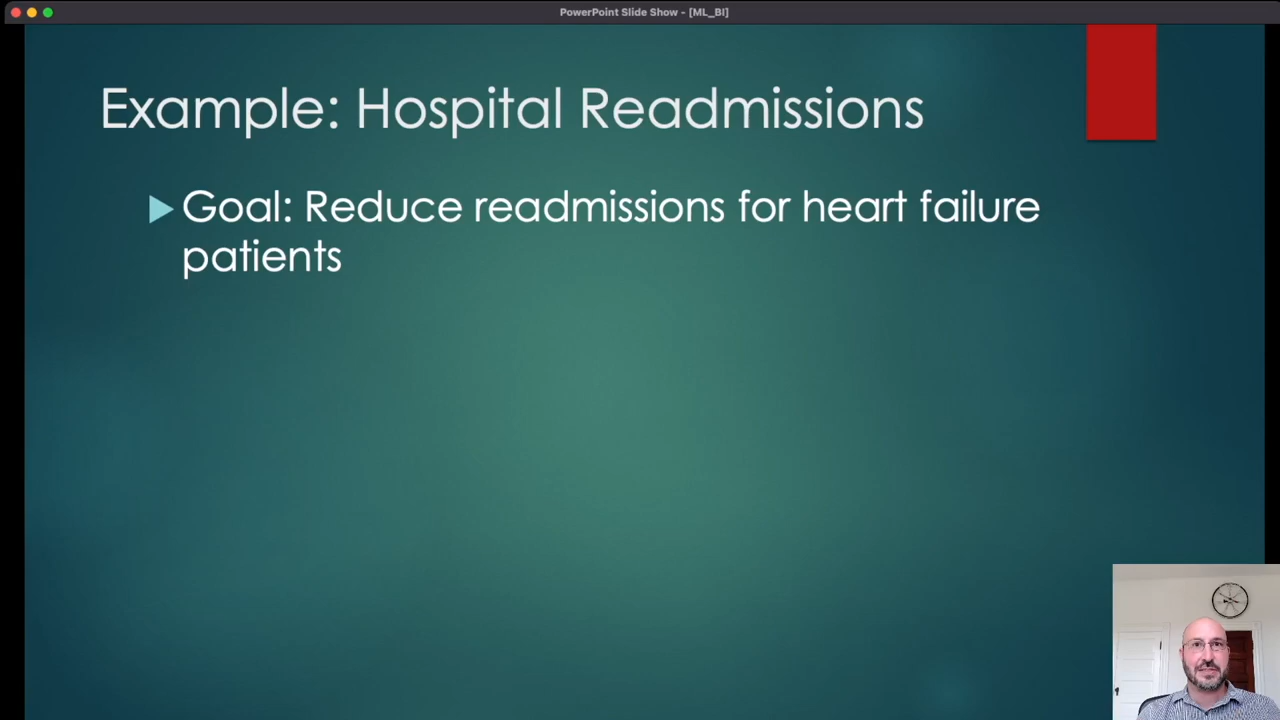 PowerPoint Slide Show - [ML_BI]
Example: Hospital Readmissions
Goal: Reduce readmissions for heart failure
patients